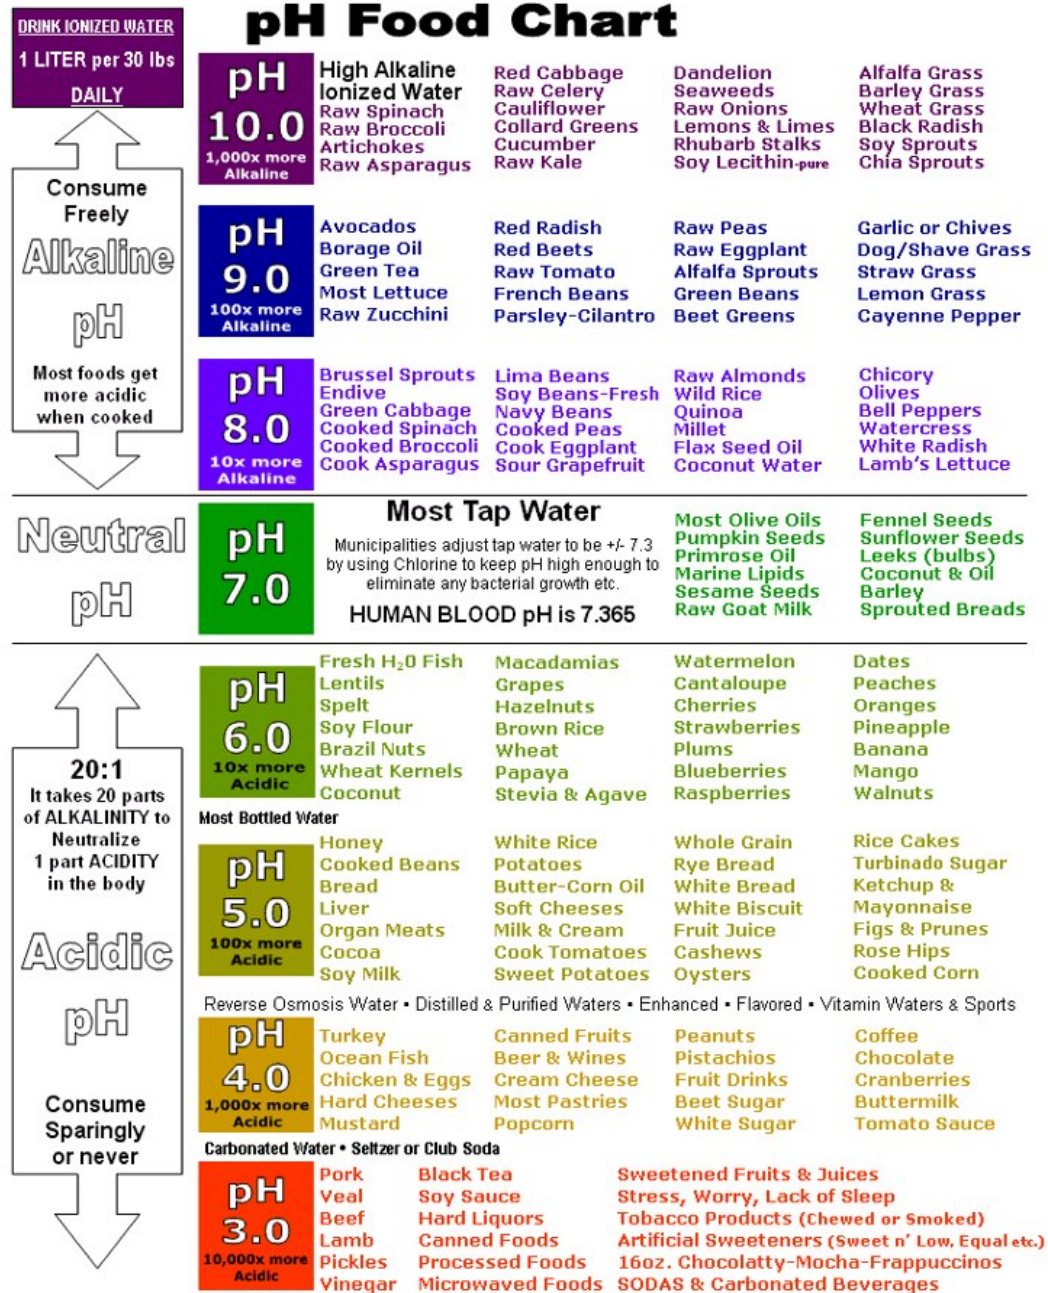 DRINK IONIZED WATER
1 LITER per 30 lbs
DAILY
Consume
Freely
Alkaline
pH
Most foods get
more acidic
when cooked
Neutral
pH
20:1
It takes 20 parts
of ALKALINITY to
Neutralize
1 part ACIDITY
in the body
Acidic
pH
Consume
Sparingly
or never
pH Food Chart
pH
10.0
1,000x more
Alkaline
High Alkaline
Ionized Water
Raw Spinach
Raw Broccoli
Artichokes
Raw Asparagus
Red Cabbage
Raw Celery
Cauliflower
Collard Greens
Cucumber
Raw Kale
Dandelion
Seaweeds
Raw Onions
Lemons & Limes
Rhubarb Stalks
Soy Lecithin-pure
Alfalfa Grass
Barley Grass
Wheat Grass
Black Radish
Soy Sprouts
Chia Sprouts
pH
9.0
100x more
Alkaline
Avocados
Borage Oil
Green Tea
Most Lettuce
Raw Zucchini
Red Radish
Red Beets
Raw Tomato
French Beans
Parsley-Cilantro
Raw Peas
Raw Eggplant
Alfalfa Sprouts
Green Beans
Beet Greens
Garlic or Chives
Dog/Shave Grass
Straw Grass
Lemon Grass
Cayenne Pepper
pH
8.0
10x more
Alkaline
Brussel Sprouts
Endive
Green Cabbage
Cooked Spinach
Cooked Broccoli
Cook Asparagus
Lima Beans
Soy Beans-Fresh
Navy Beans
Cooked Peas
Cook Eggplant
Sour Grapefruit
Raw Almonds
Wild Rice
Quinoa
Millet
Flax Seed Oil
Coconut Water
Chicory
Olives
Bell Peppers
Watercress
White Radish
Lamb's Lettuce
pH
7.0
Most Tap Water
Municipalities adjust tap water to be +/- 7.3
by using Chlorine to keep pH high enough to
eliminate any bacterial growth etc.
HUMAN BLOOD pH is 7.365
Most Olive Oils
Pumpkin Seeds
Primrose Oil
Marine Lipids
Sesame Seeds
Raw Goat Milk
Fennel Seeds
Sunflower Seeds
Leeks (bulbs)
Coconut & Oil
Barley
Sprouted Breads
pH
6.0
10x more
Acidic
Fresh H₂0 Fish
Lentils
Spelt
Soy Flour
Brazil Nuts
Wheat Kernels
Coconut
Macadamias
Grapes
Hazelnuts
Brown Rice
Wheat
Papaya
Stevia & Agave
Watermelon
Cantaloupe
Cherries
Strawberries
Plums
Blueberries
Raspberries
Dates
Peaches
Oranges
Pineapple
Banana
Mango
Walnuts
Most Bottled Water
pH
5.0
100x more
Acidic
Honey
Cooked Beans
Bread
Liver
Organ Meats
Cocoa
Soy Milk
White Rice
Potatoes
Butter-Corn Oil
Soft Cheeses
Milk & Cream
Cook Tomatoes
Sweet Potatoes
Whole Grain
Rye Bread
White Bread
White Biscuit
Fruit Juice
Cashews
Oysters
Rice Cakes
Turbinado Sugar
Ketchup &
Mayonnaise
Figs & Prunes
Rose Hips
Cooked Corn
Reverse Osmosis Water ▪ Distilled & Purified Waters ▪ Enhanced ▪ Flavored ▪ Vitamin Waters & Sports
pH
4.0
1,000x more
Acidic
Turkey
Ocean Fish
Chicken & Eggs
Hard Cheeses
Mustard
Canned Fruits
Beer & Wines
Cream Cheese
Most Pastries
Popcorn
Peanuts
Pistachios
Fruit Drinks
Beet Sugar
White Sugar
Coffee
Chocolate
Cranberries
Buttermilk
Tomato Sauce
Carbonated Water • Seltzer or Club Soda
pH
3.0
10,000x more
Acidic
Pork
Veal
Beef
Lamb
Pickles
Vinegar
Black Tea
Soy Sauce
Hard Liquors
Canned Foods
Processed Foods
Microwaved Foods
Sweetened Fruits & Juices
Stress, Worry, Lack of Sleep
Tobacco Products (Chewed or Smoked)
Artificial Sweeteners (Sweet n' Low, Equal etc.)
16oz. Chocolatty-Mocha-Frappuccinos
SODAS & Carbonated Beverages